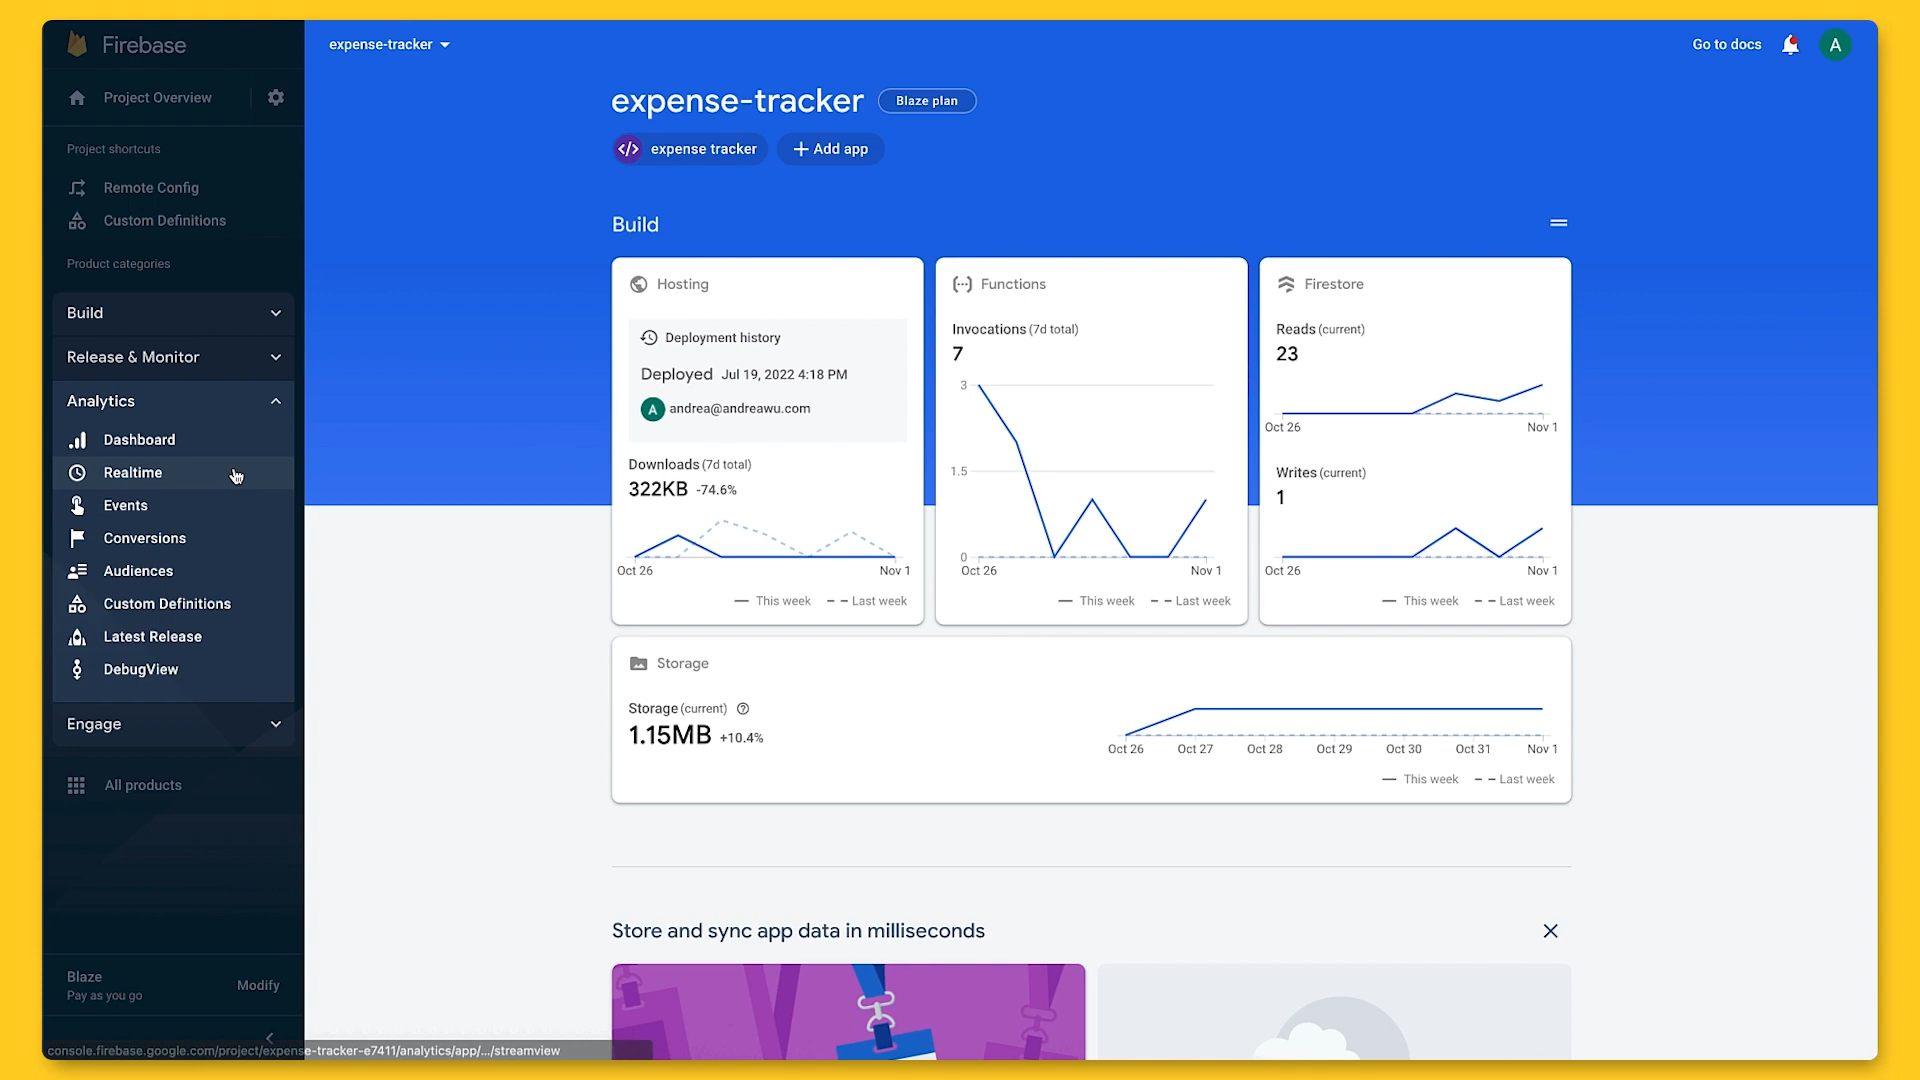 Firebase
Project Overview
Project shortcuts
Remote Config
Custom Definitions
Product categories
Build
Release & Monitor
Analytics
Dashboard
Realtime
Events
Conversions
Audiences
Custom Definitions
Latest Release
DebugView
Engage
All products
Blaze
Pay as you go
Modify
console.firebase.google.com/project/expense-tracker-e7411/analytics/app/.../streamview
expense-tracker
Go to docs
A
expense-tracker Blaze plan
</> expense tracker
+ Add app
Build
Hosting
Deployment history
Deployed Jul 19, 2022 4:18 PM
A andrea@andreawu.com
Downloads (7d total)
322KB -74.6%
Oct 26 Nov 1
This week Last week
Functions
Invocations (7d total)
7
3
1.5
0
Oct 26 Nov 1
This week Last week
Firestore
Reads (current)
23
Oct 26 Nov 1
Writes (current)
1
Oct 26 Nov 1
This week Last week
Storage
Storage (current)
1.15MB +10.4%
Oct 26 Oct 27 Oct 28 Oct 29 Oct 30 Oct 31 Nov 1
This week Last week
Store and sync app data in milliseconds